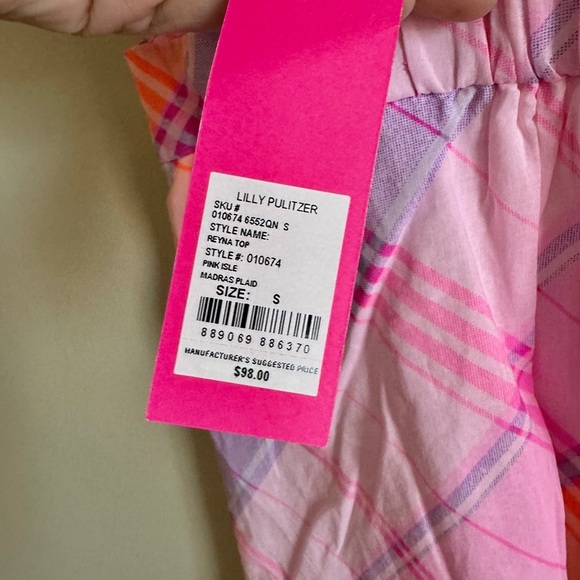 LILLY PULITZER
SKU #
010674 6552QN S
STYLE NAME:
REYNA TOP
STYLE #: 010674
PINK ISLE
MADRAS PLAID
SIZE: S
889069 886370
MANUFACTURER'S SUGGESTED PRICE
$98.00